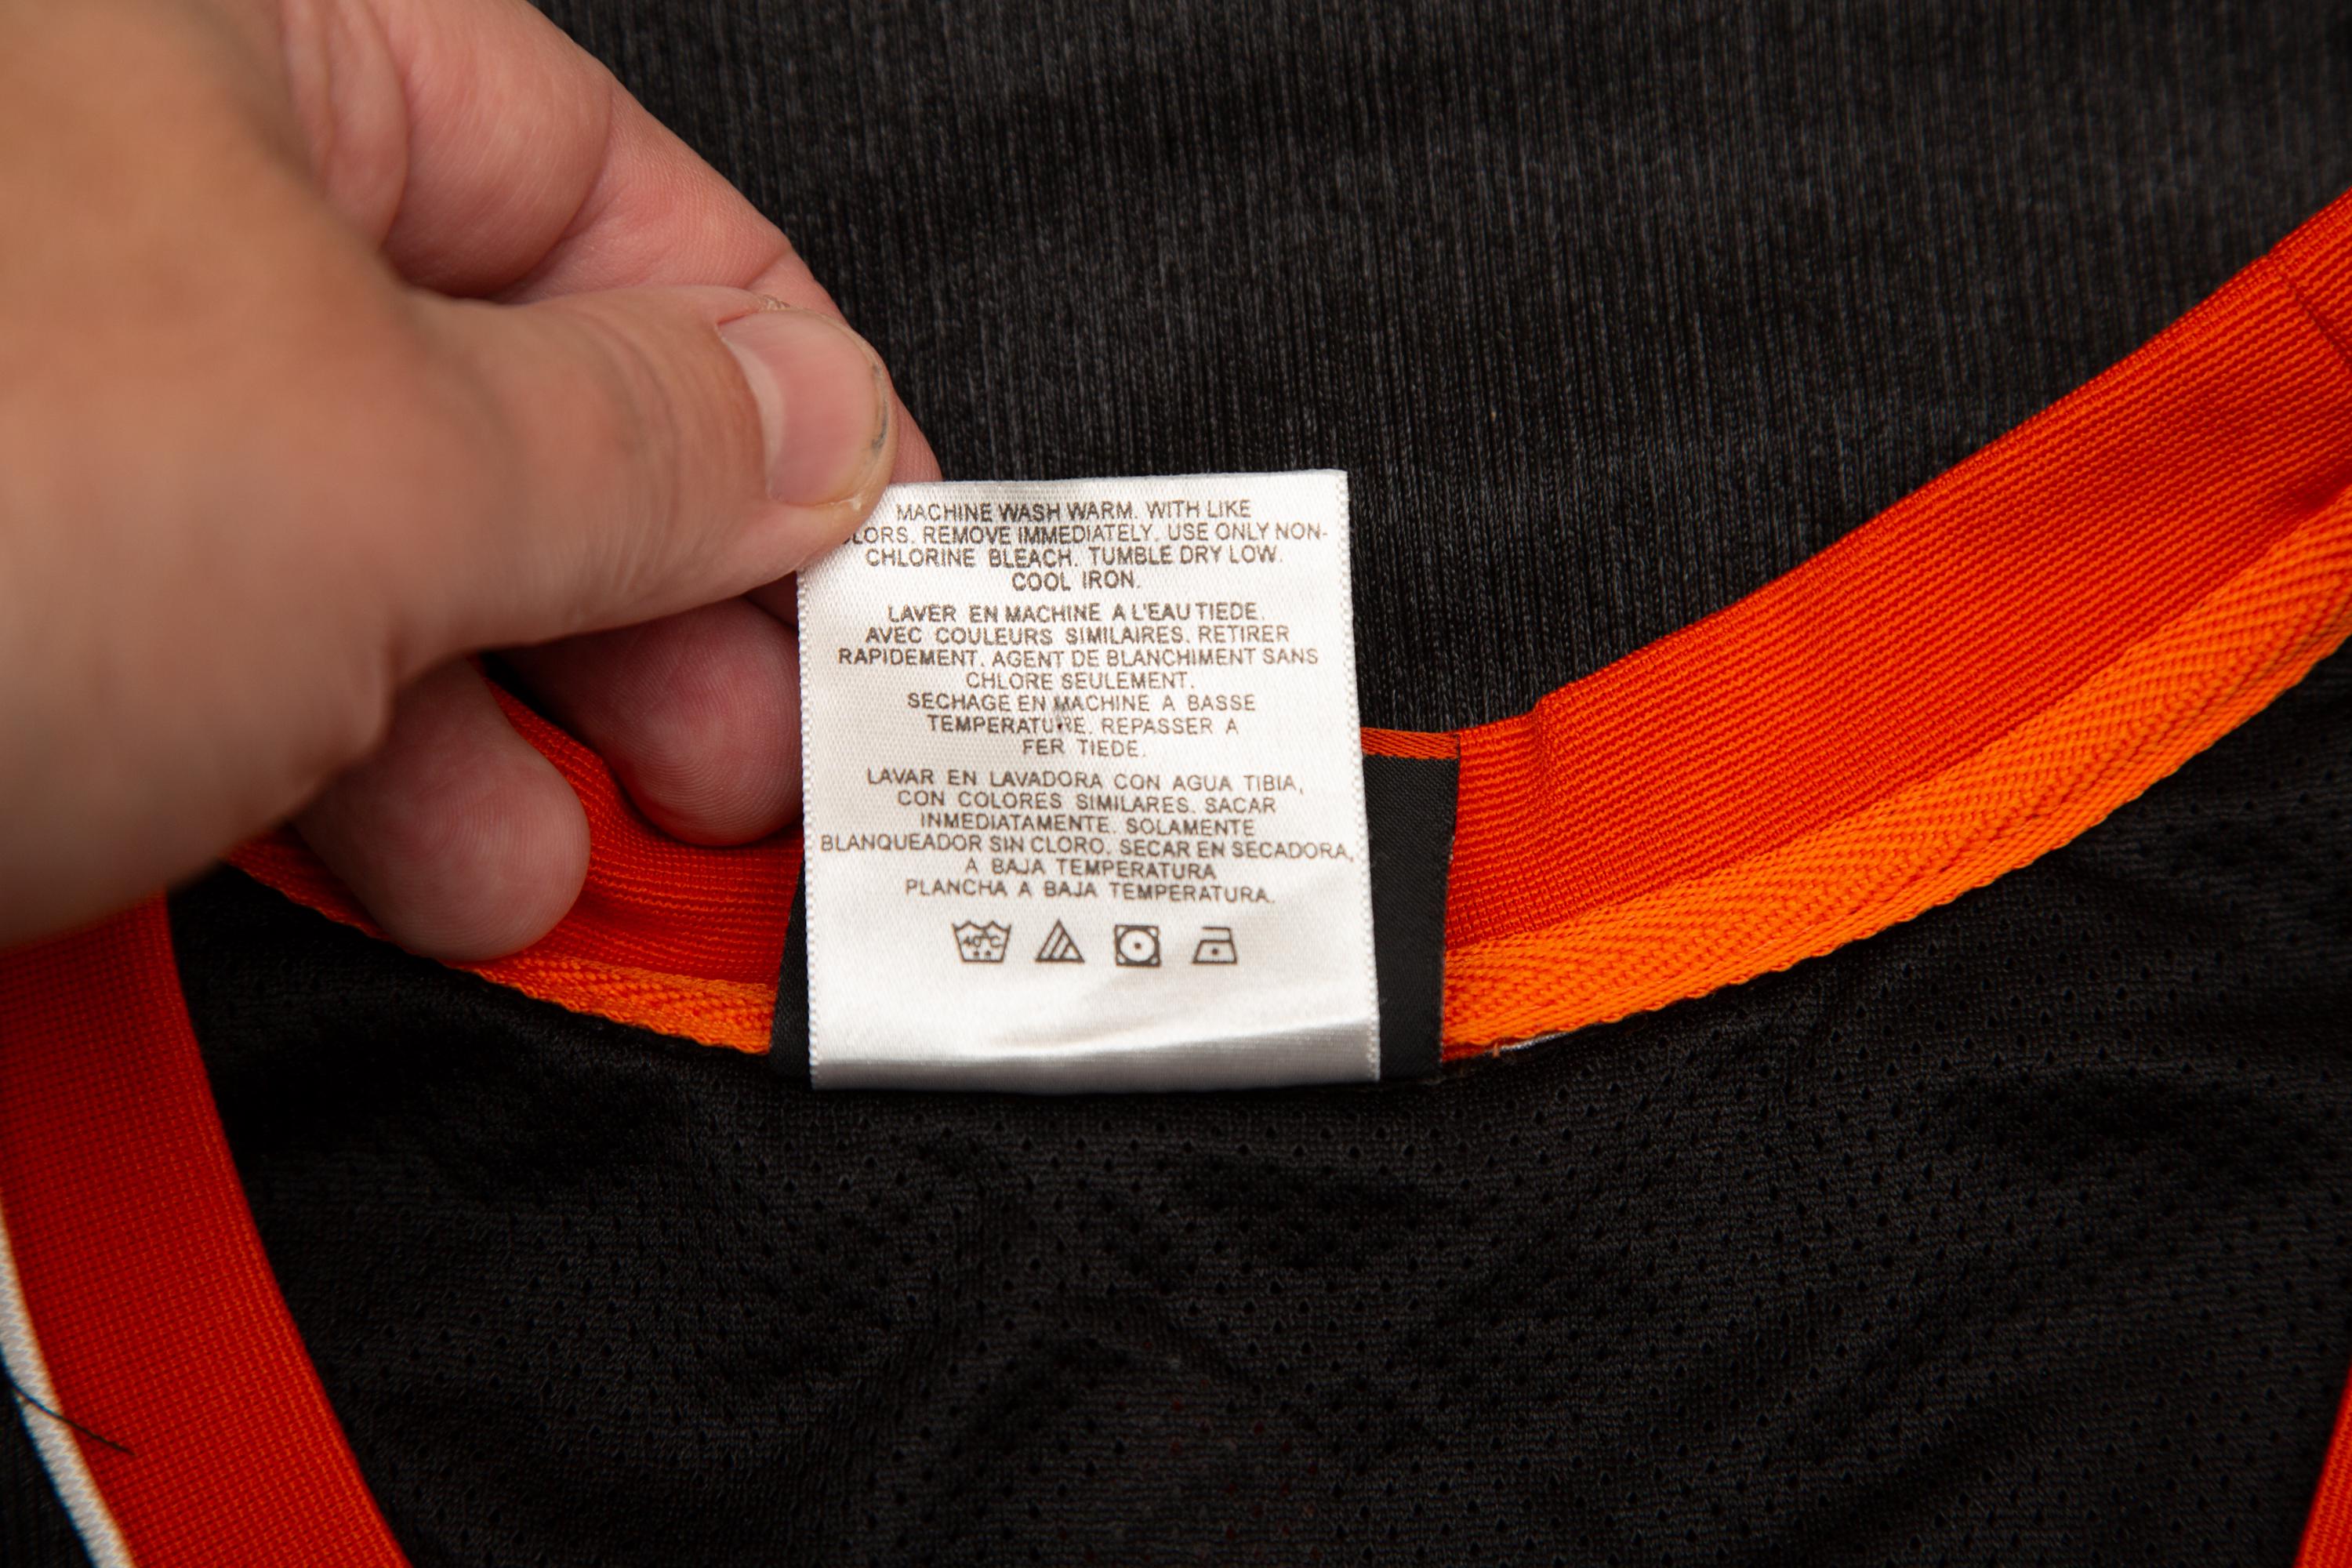 MACHINE WASH WARM. WITH LIKE
LORS. REMOVE IMMEDIATELY. USE ONLY NON-
CHLORINE BLEACH. TUMBLE DRY LOW.
COOL IRON.
LAVER EN MACHINE A L'EAU TIEDE,
AVEC COULEURS SIMILAIRES. RETIRER
RAPIDEMENT. AGENT DE BLANCHIMENT SANS
CHLORE SEULEMENT.
SECHAGE EN MACHINE A BASSE
TEMPERATURE. REPASSER A
FER TIEDE.
LAVAR EN LAVADORA CON AGUA TIBIA,
CON COLORES SIMILARES. SACAR
INMEDIATAMENTE. SOLAMENTE
BLANQUEADOR SIN CLORO. SECAR EN SECADORA,
A BAJA TEMPERATURA
PLANCHA A BAJA TEMPERATURA.
40°C